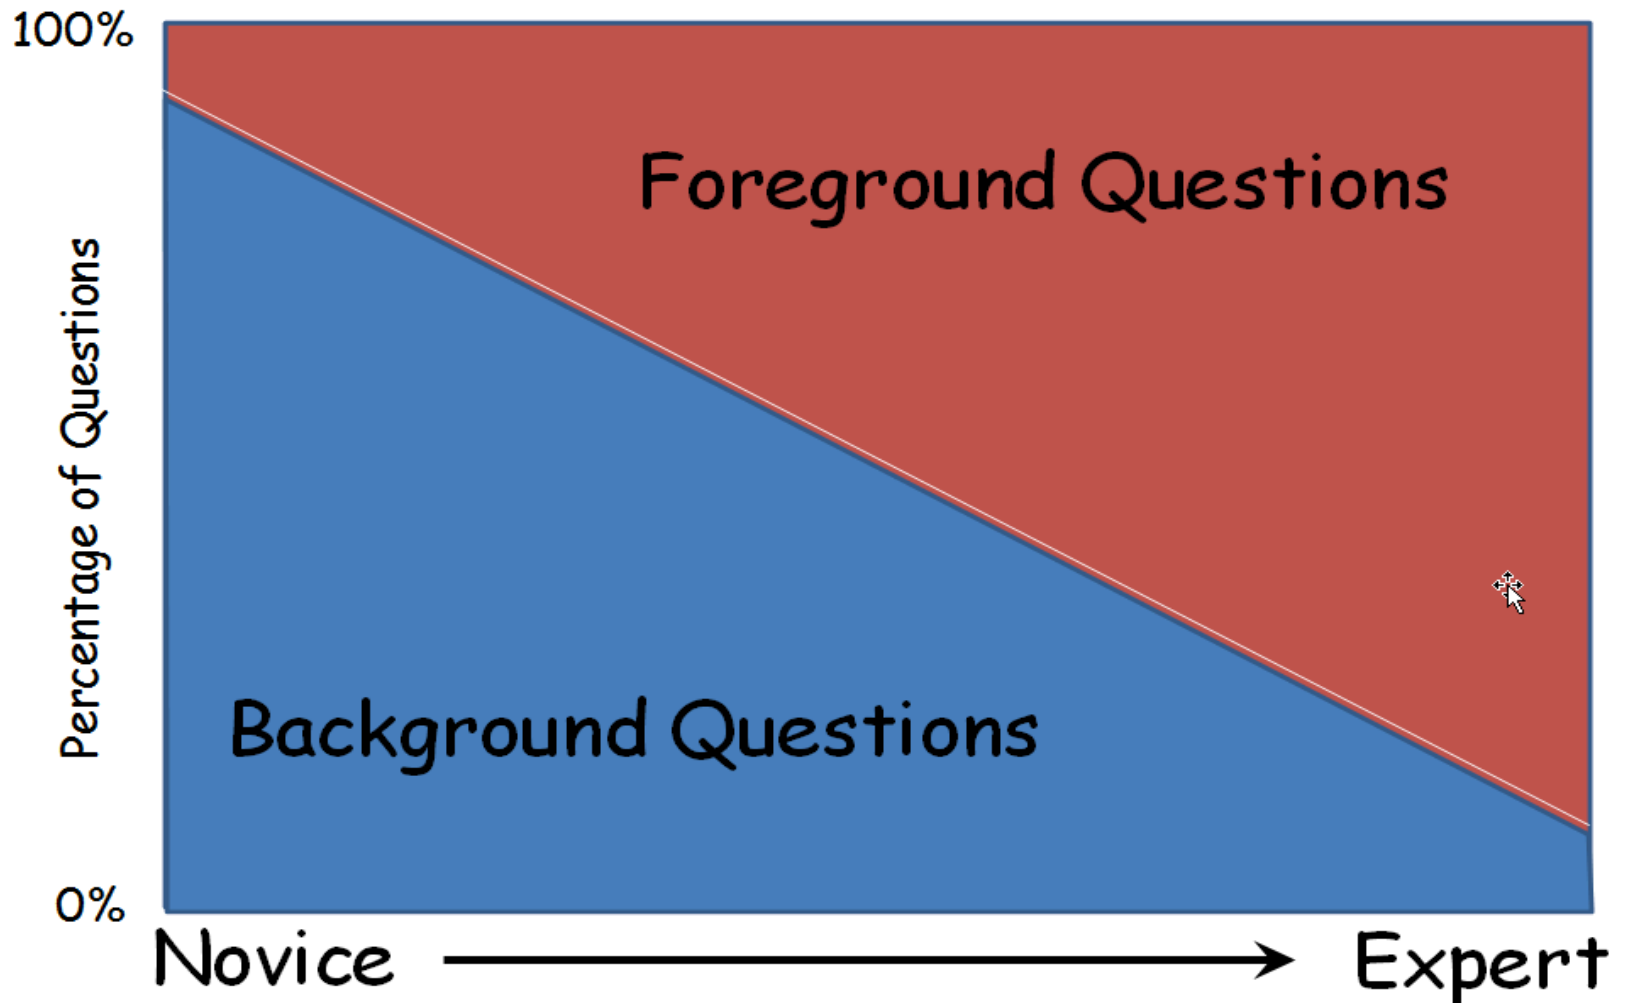 100%
Foreground Questions
Percentage of Questions
Background Questions
0%
Novice
Expert